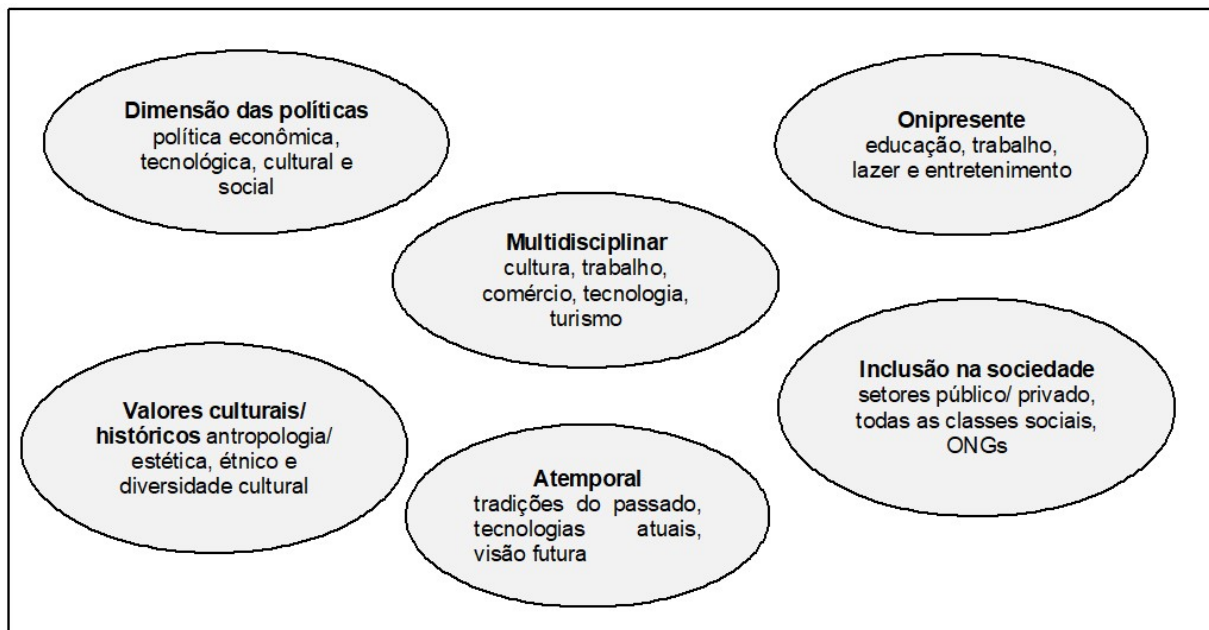 Dimensão das políticas
política econômica,
tecnológica, cultural e
social
Onipresente
educação, trabalho,
lazer e entretenimento
Multidisciplinar
cultura, trabalho,
comércio, tecnologia,
turismo
Valores culturais/
históricos antropologia/
estética, étnico e
diversidade cultural
Inclusão na sociedade
setores público/ privado,
todas as classes sociais,
ONGs
Atemporal
tradições do passado,
tecnologias atuais,
visão futura